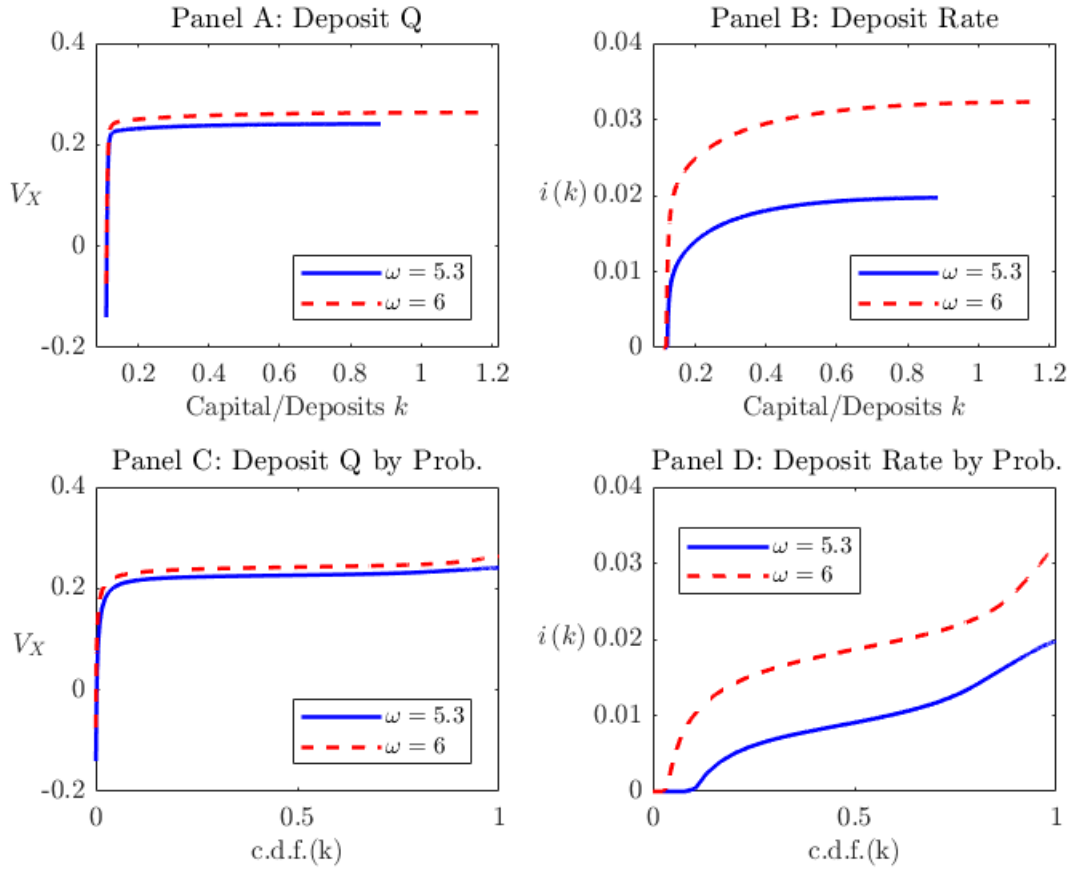 Panel A: Deposit Q
0.4
0.2
0
-0.2
V_X
ω = 5.3
ω = 6
0.2 0.4 0.6 0.8 1 1.2
Capital/Deposits k
Panel B: Deposit Rate
0.04
0.03
0.02
0.01
0
i(k)
ω = 5.3
ω = 6
0.2 0.4 0.6 0.8 1 1.2
Capital/Deposits k
Panel C: Deposit Q by Prob.
0.4
0.2
0
-0.2
V_X
ω = 5.3
ω = 6
0 0.5 1
c.d.f.(k)
Panel D: Deposit Rate by Prob.
0.04
0.03
0.02
0.01
0
i(k)
ω = 5.3
ω = 6
0 0.5 1
c.d.f.(k)